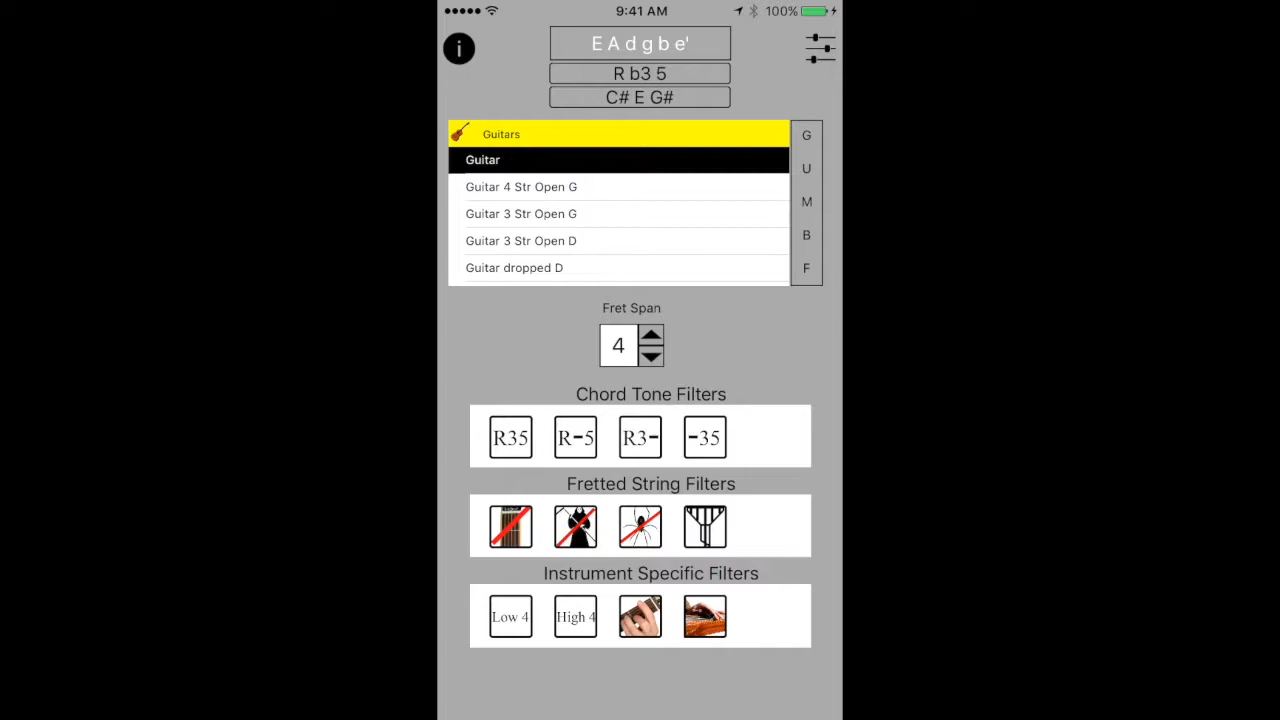 9:41 AM 100%
i
E A d g b e'
R b3 5
C# E G#
Guitars
Guitar
Guitar 4 Str Open G
Guitar 3 Str Open G
Guitar 3 Str Open D
Guitar dropped D
G
U
M
B
F
Fret Span
4
Chord Tone Filters
R35 R-5 R3- -35
Fretted String Filters
Instrument Specific Filters
Low 4 High 4